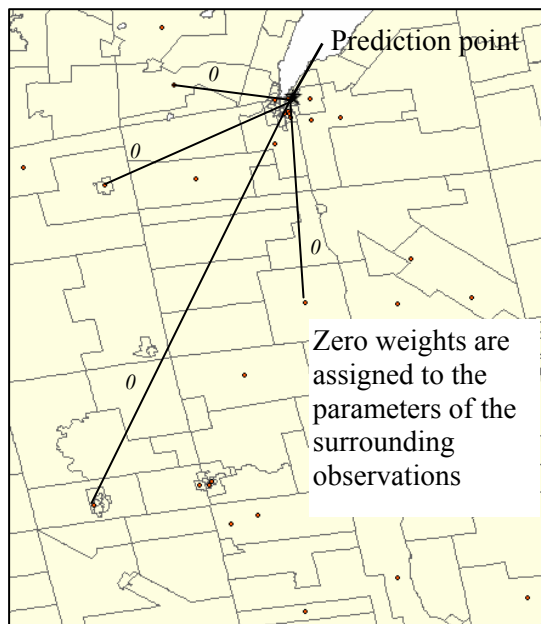 Prediction point
0
0
0
0
Zero weights are
assigned to the
parameters of the
surrounding
observations